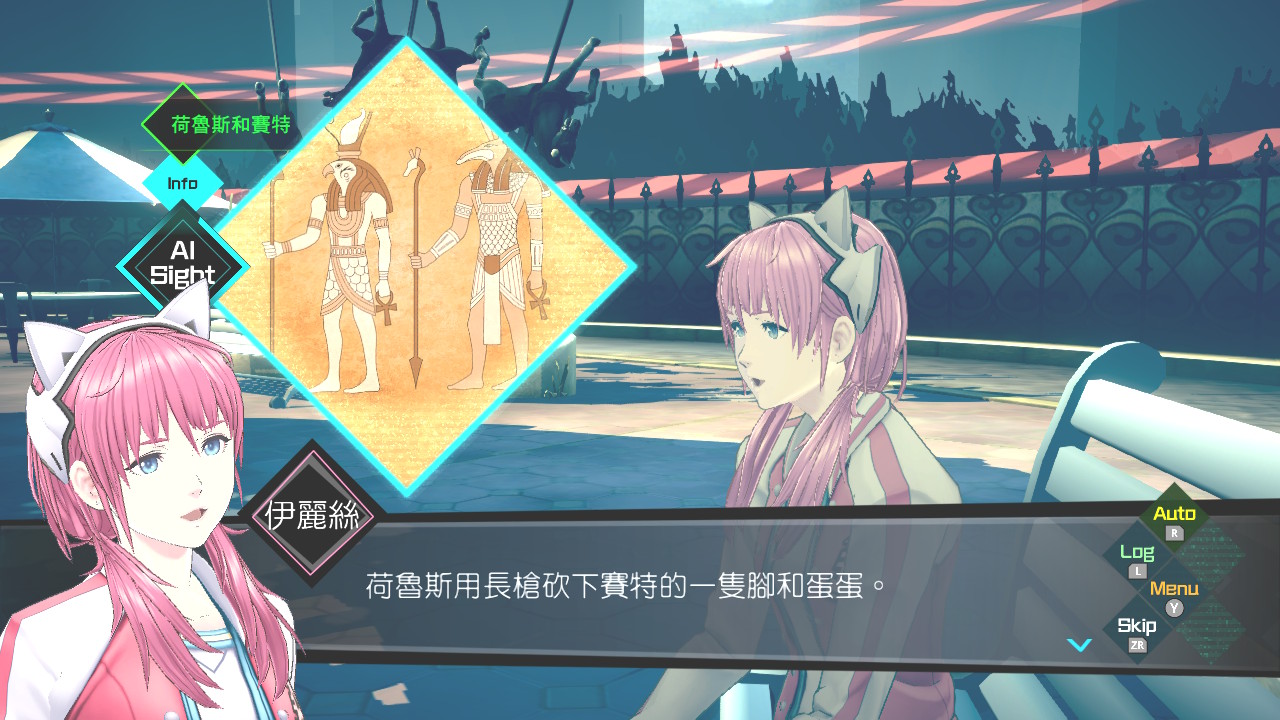 荷魯斯和賽特
Info
AI
Sight
伊麗絲
荷魯斯用長槍砍下賽特的一隻腳和蛋蛋。
Auto
R
Log
L
Menu
Y
Skip
ZR